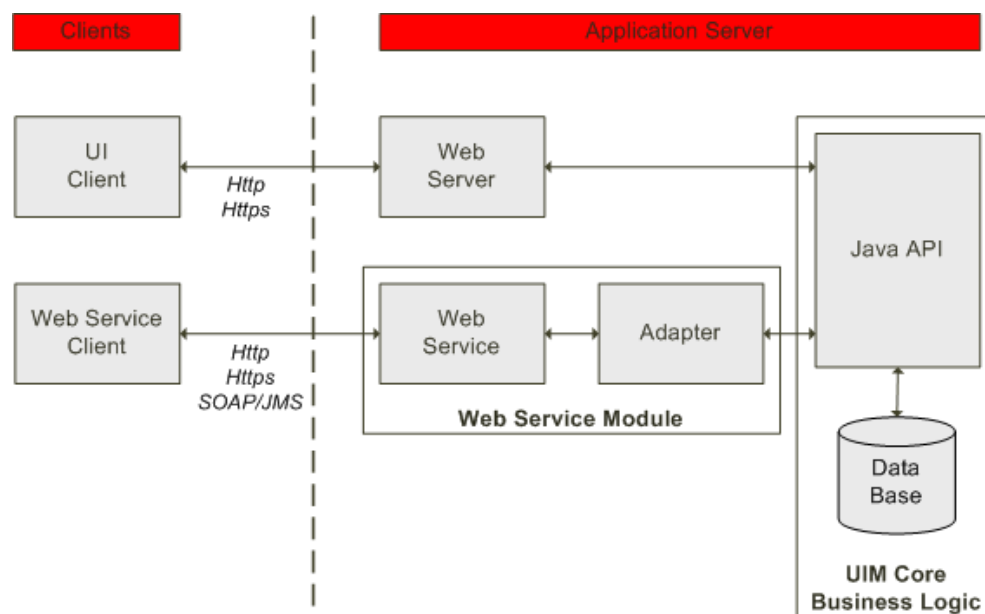 Clients
Application Server
UI
Client
Http
Https
Web
Server
Java API
Web Service
Client
Http
Https
SOAP/JMS
Web
Service
Adapter
Web Service Module
Data
Base
UIM Core
Business Logic